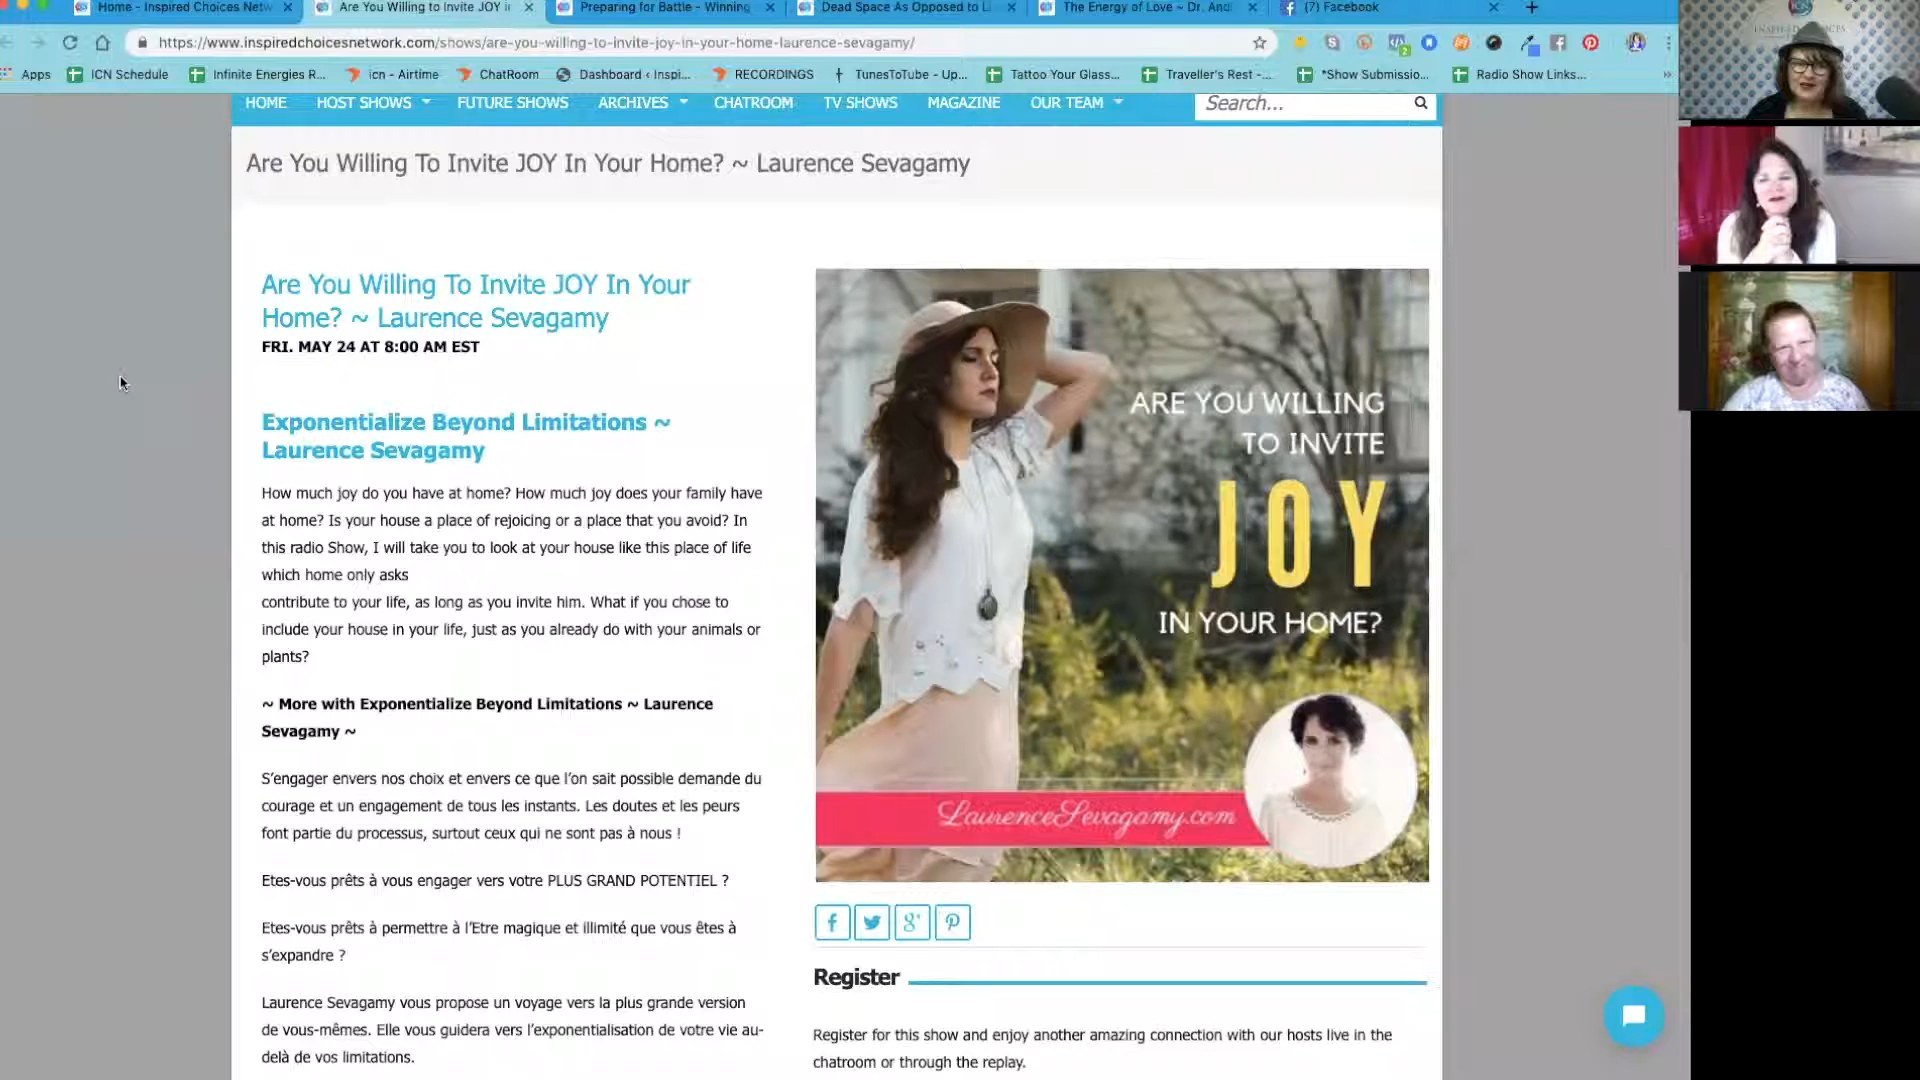 Home - Inspired Choices Netw
Are You Willing to Invite JOY in
Preparing for Battle - Winning
Dead Space As Opposed to Li
The Energy of Love ~ Dr. Andr
(7) Facebook
https://www.inspiredchoicesnetwork.com/shows/are-you-willing-to-invite-joy-in-your-home-laurence-sevagamy/
Apps
ICN Schedule
Infinite Energies R...
icn - Airtime
ChatRoom
Dashboard ‹ Inspi...
RECORDINGS
TunesToTube - Up...
Tattoo Your Glass...
Traveller's Rest -...
*Show Submissio...
Radio Show Links...
HOME
HOST SHOWS
FUTURE SHOWS
ARCHIVES
CHATROOM
TV SHOWS
MAGAZINE
OUR TEAM
Search...
Are You Willing To Invite JOY In Your Home? ~ Laurence Sevagamy
Are You Willing To Invite JOY In Your
Home? ~ Laurence Sevagamy
FRI. MAY 24 AT 8:00 AM EST
Exponentialize Beyond Limitations ~
Laurence Sevagamy
How much joy do you have at home? How much joy does your family have
at home? Is your house a place of rejoicing or a place that you avoid? In
this radio Show, I will take you to look at your house like this place of life
which home only asks
contribute to your life, as long as you invite him. What if you chose to
include your house in your life, just as you already do with your animals or
plants?
~ More with Exponentialize Beyond Limitations ~ Laurence
Sevagamy ~
S'engager envers nos choix et envers ce que l'on sait possible demande du
courage et un engagement de tous les instants. Les doutes et les peurs
font partie du processus, surtout ceux qui ne sont pas à nous !
Etes-vous prêts à vous engager vers votre PLUS GRAND POTENTIEL ?
Etes-vous prêts à permettre à l'Etre magique et illimité que vous êtes à
s'expandre ?
Laurence Sevagamy vous propose un voyage vers la plus grande version
de vous-mêmes. Elle vous guidera vers l'exponentialisation de votre vie au-
delà de vos limitations.
ARE YOU WILLING
TO INVITE
JOY
IN YOUR HOME?
LaurenceSevagamy.com
Register
Register for this show and enjoy another amazing connection with our hosts live in the
chatroom or through the replay.